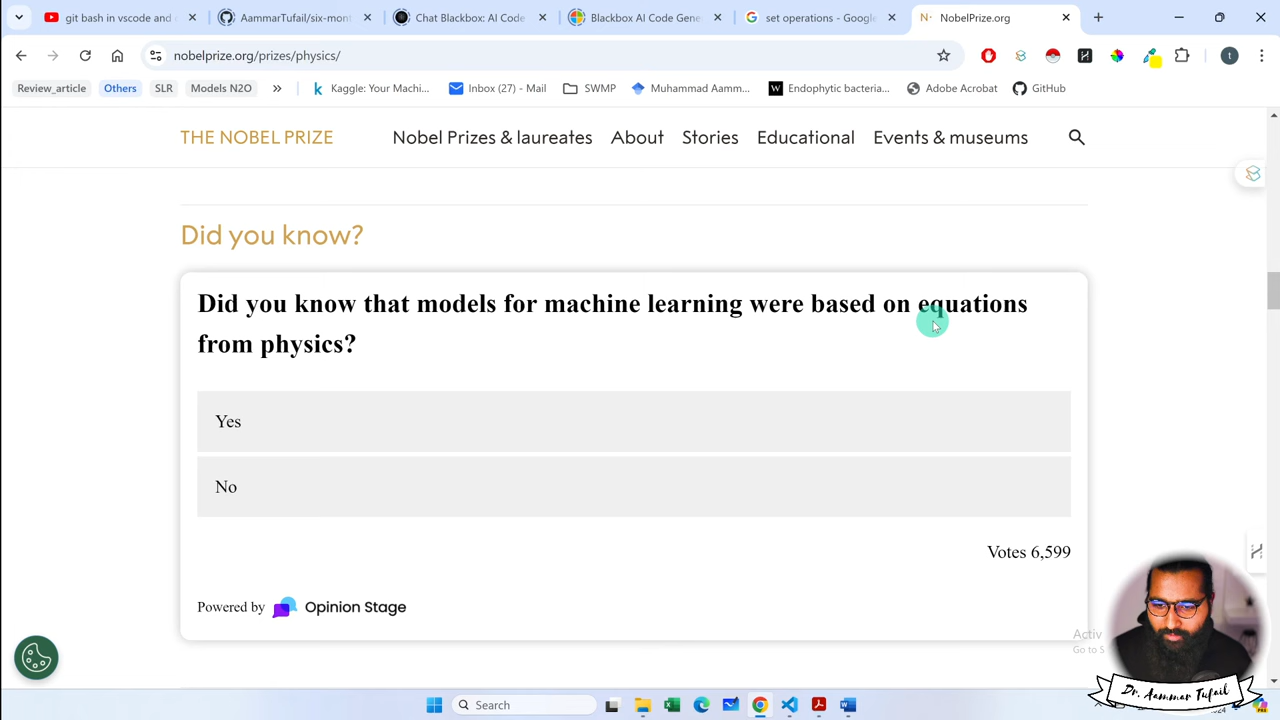 git bash in vscode and
AammarTufail/six-mont
Chat Blackbox: AI Code
Blackbox AI Code Gene
set operations - Google
NobelPrize.org
nobelprize.org/prizes/physics/
t
Review_article
Others
SLR
Models N2O
Kaggle: Your Machi...
Inbox (27) - Mail
SWMP
Muhammad Aamm...
Endophytic bacteria...
Adobe Acrobat
GitHub
THE NOBEL PRIZE
Nobel Prizes & laureates
About
Stories
Educational
Events & museums
Did you know?
Did you know that models for machine learning were based on equations
from physics?
Yes
No
Votes 6,599
Powered by Opinion Stage
Activ
Go to S
Dr. Aammar Tufail
Search